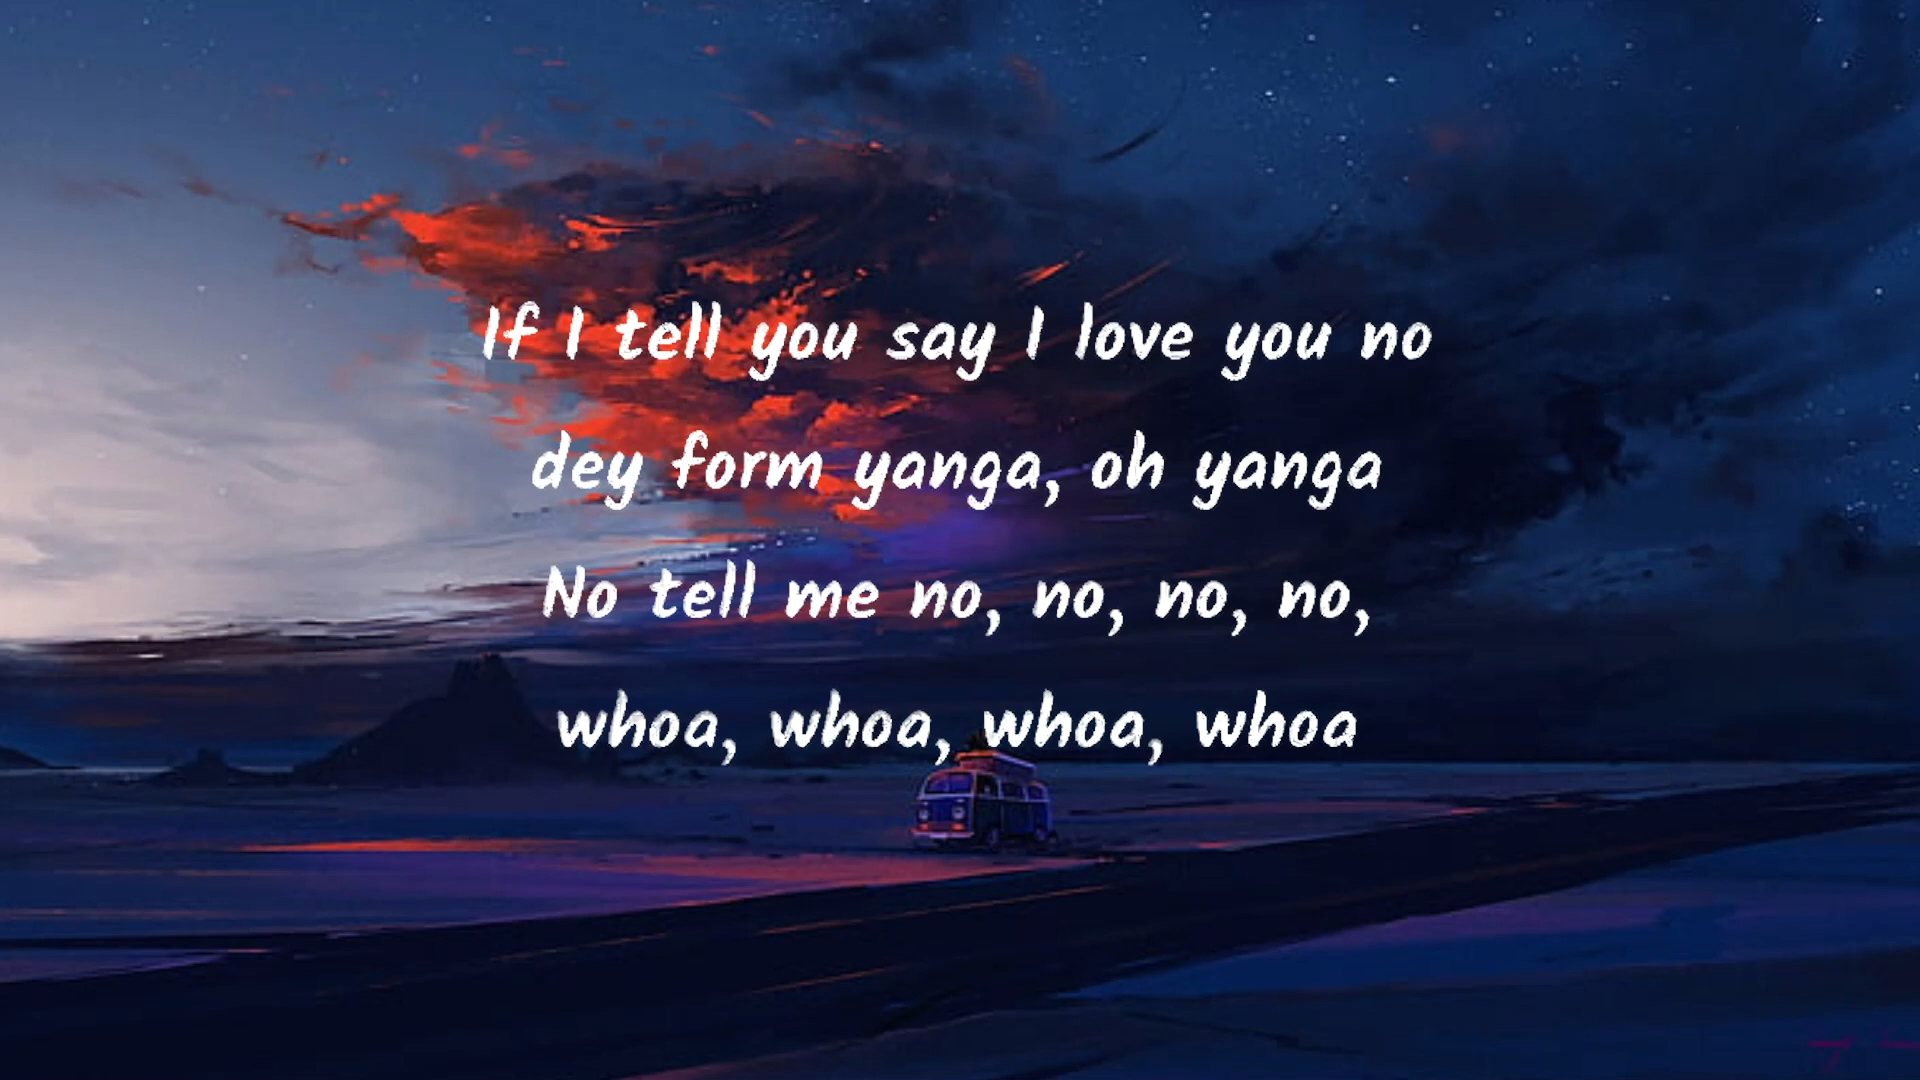 If I tell you say I love you no
dey form yanga, oh yanga
No tell me no, no, no, no,
whoa, whoa, whoa, whoa